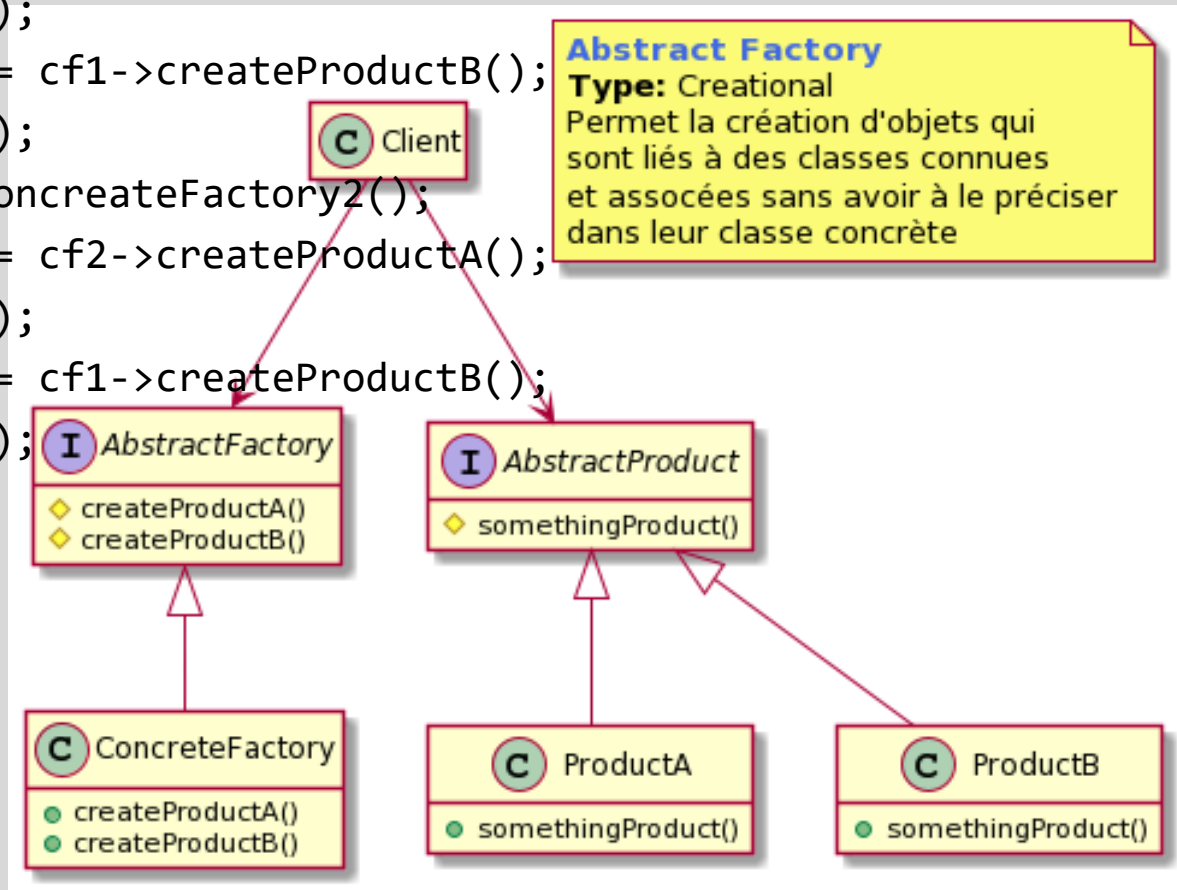 );
= cf1->createProductB();
);
oncreateFactory2();
= cf2->createProductA();
);
= cf1->createProductB();
);
Abstract Factory
Type: Creational
Permet la création d'objets qui
sont liés à des classes connues
et assocées sans avoir à le préciser
dans leur classe concrète
C Client
I AbstractFactory
createProductA()
createProductB()
I AbstractProduct
somethingProduct()
C ConcreteFactory
createProductA()
createProductB()
C ProductA
somethingProduct()
C ProductB
somethingProduct()